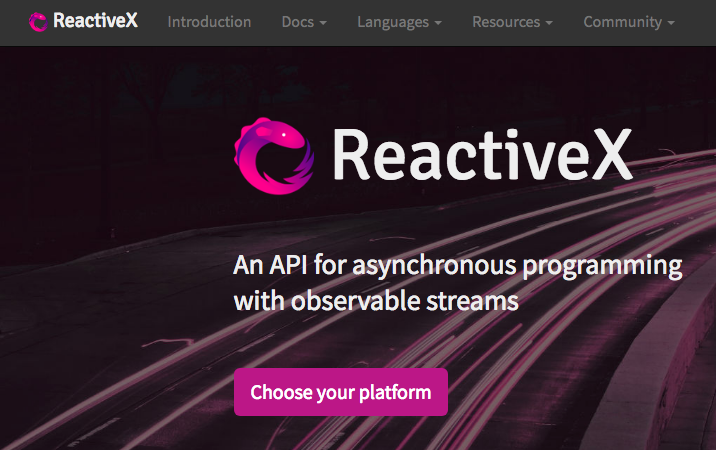 ReactiveX Introduction Docs Languages Resources Community
ReactiveX
An API for asynchronous programming
with observable streams
Choose your platform